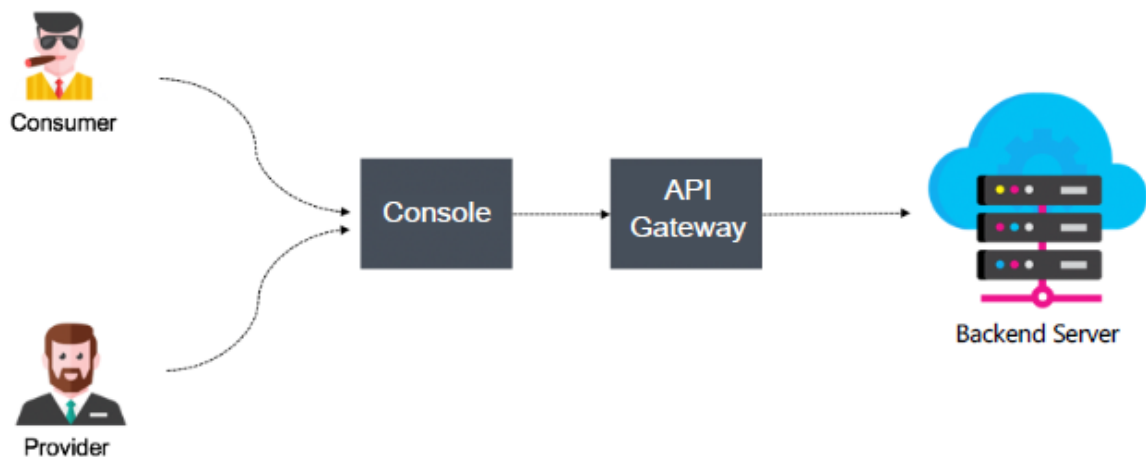 Consumer
Console
API
Gateway
Backend Server
Provider